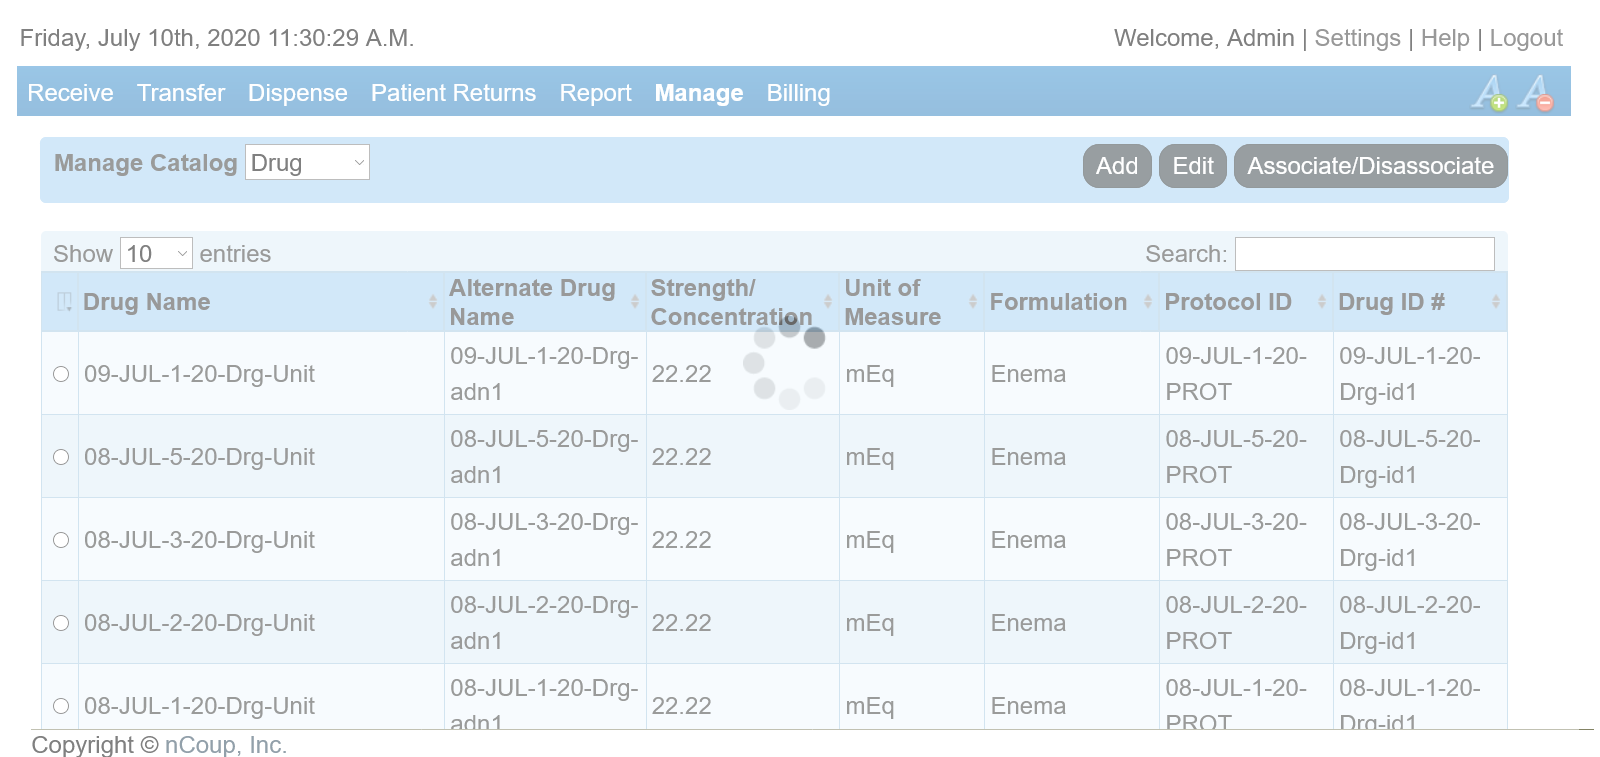 Friday, July 10th, 2020 11:30:29 A.M.
Welcome, Admin | Settings | Help | Logout
Receive Transfer Dispense Patient Returns Report Manage Billing
Manage Catalog Drug
Add Edit Associate/Disassociate
Show 10 entries
Search:
Drug Name
Alternate Drug
Name
Strength/
Concentration
Unit of
Measure
Formulation
Protocol ID
Drug ID #
09-JUL-1-20-Drg-Unit
09-JUL-1-20-Drg-
adn1
22.22
mEq
Enema
09-JUL-1-20-
PROT
09-JUL-1-20-
Drg-id1
08-JUL-5-20-Drg-Unit
08-JUL-5-20-Drg-
adn1
22.22
mEq
Enema
08-JUL-5-20-
PROT
08-JUL-5-20-
Drg-id1
08-JUL-3-20-Drg-Unit
08-JUL-3-20-Drg-
adn1
22.22
mEq
Enema
08-JUL-3-20-
PROT
08-JUL-3-20-
Drg-id1
08-JUL-2-20-Drg-Unit
08-JUL-2-20-Drg-
adn1
22.22
mEq
Enema
08-JUL-2-20-
PROT
08-JUL-2-20-
Drg-id1
08-JUL-1-20-Drg-Unit
08-JUL-1-20-Drg-
adn1
22.22
mEq
Enema
08-JUL-1-20-
PROT
08-JUL-1-20-
Drg-id1
Copyright © nCoup, Inc.